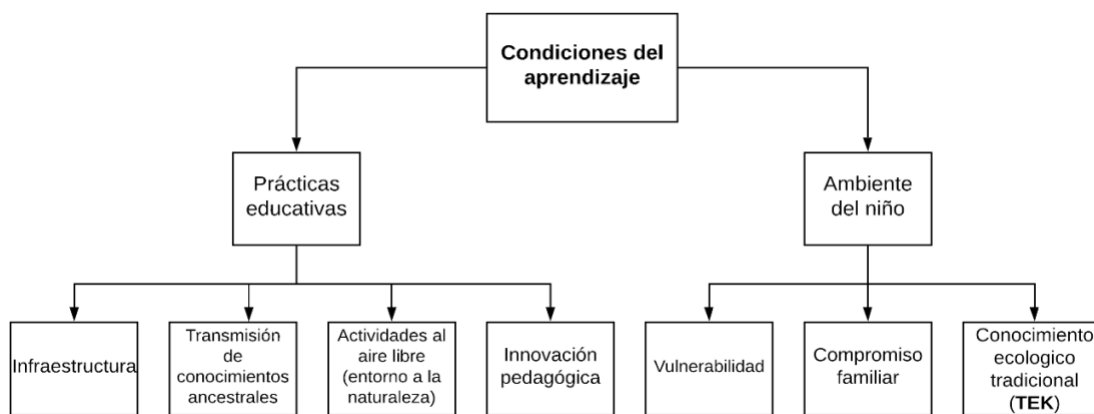 Condiciones del
aprendizaje
Prácticas
educativas
Ambiente
del niño
Infraestructura
Transmisión
de
conocimientos
ancestrales
Actividades al
aire libre
(entorno a la
naturaleza)
Innovación
pedagógica
Vulnerabilidad
Compromiso
familiar
Conocimiento
ecologico
tradicional
(TEK)